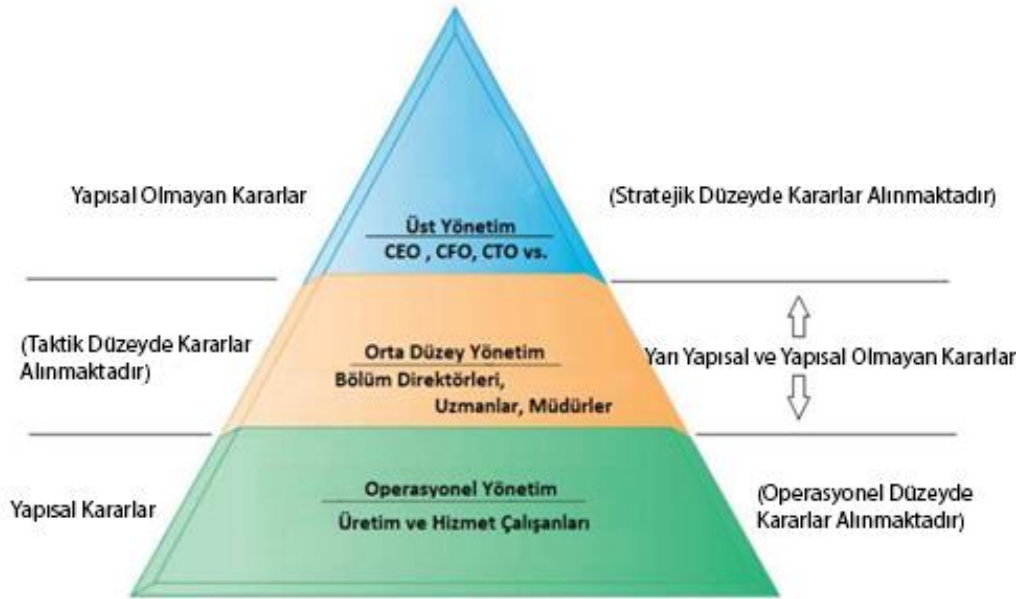 Yapısal Olmayan Kararlar
(Stratejik Düzeyde Kararlar Alınmaktadır)
Üst Yönetim
CEO , CFO, CTO vs.
(Taktik Düzeyde Kararlar
Alınmaktadır)
Orta Düzey Yönetim
Bölüm Direktörleri,
Uzmanlar, Müdürler
Yarı Yapısal ve Yapısal Olmayan Kararlar
Yapısal Kararlar
Operasyonel Yönetim
Üretim ve Hizmet Çalışanları
(Operasyonel Düzeyde
Kararlar Alınmaktadır)